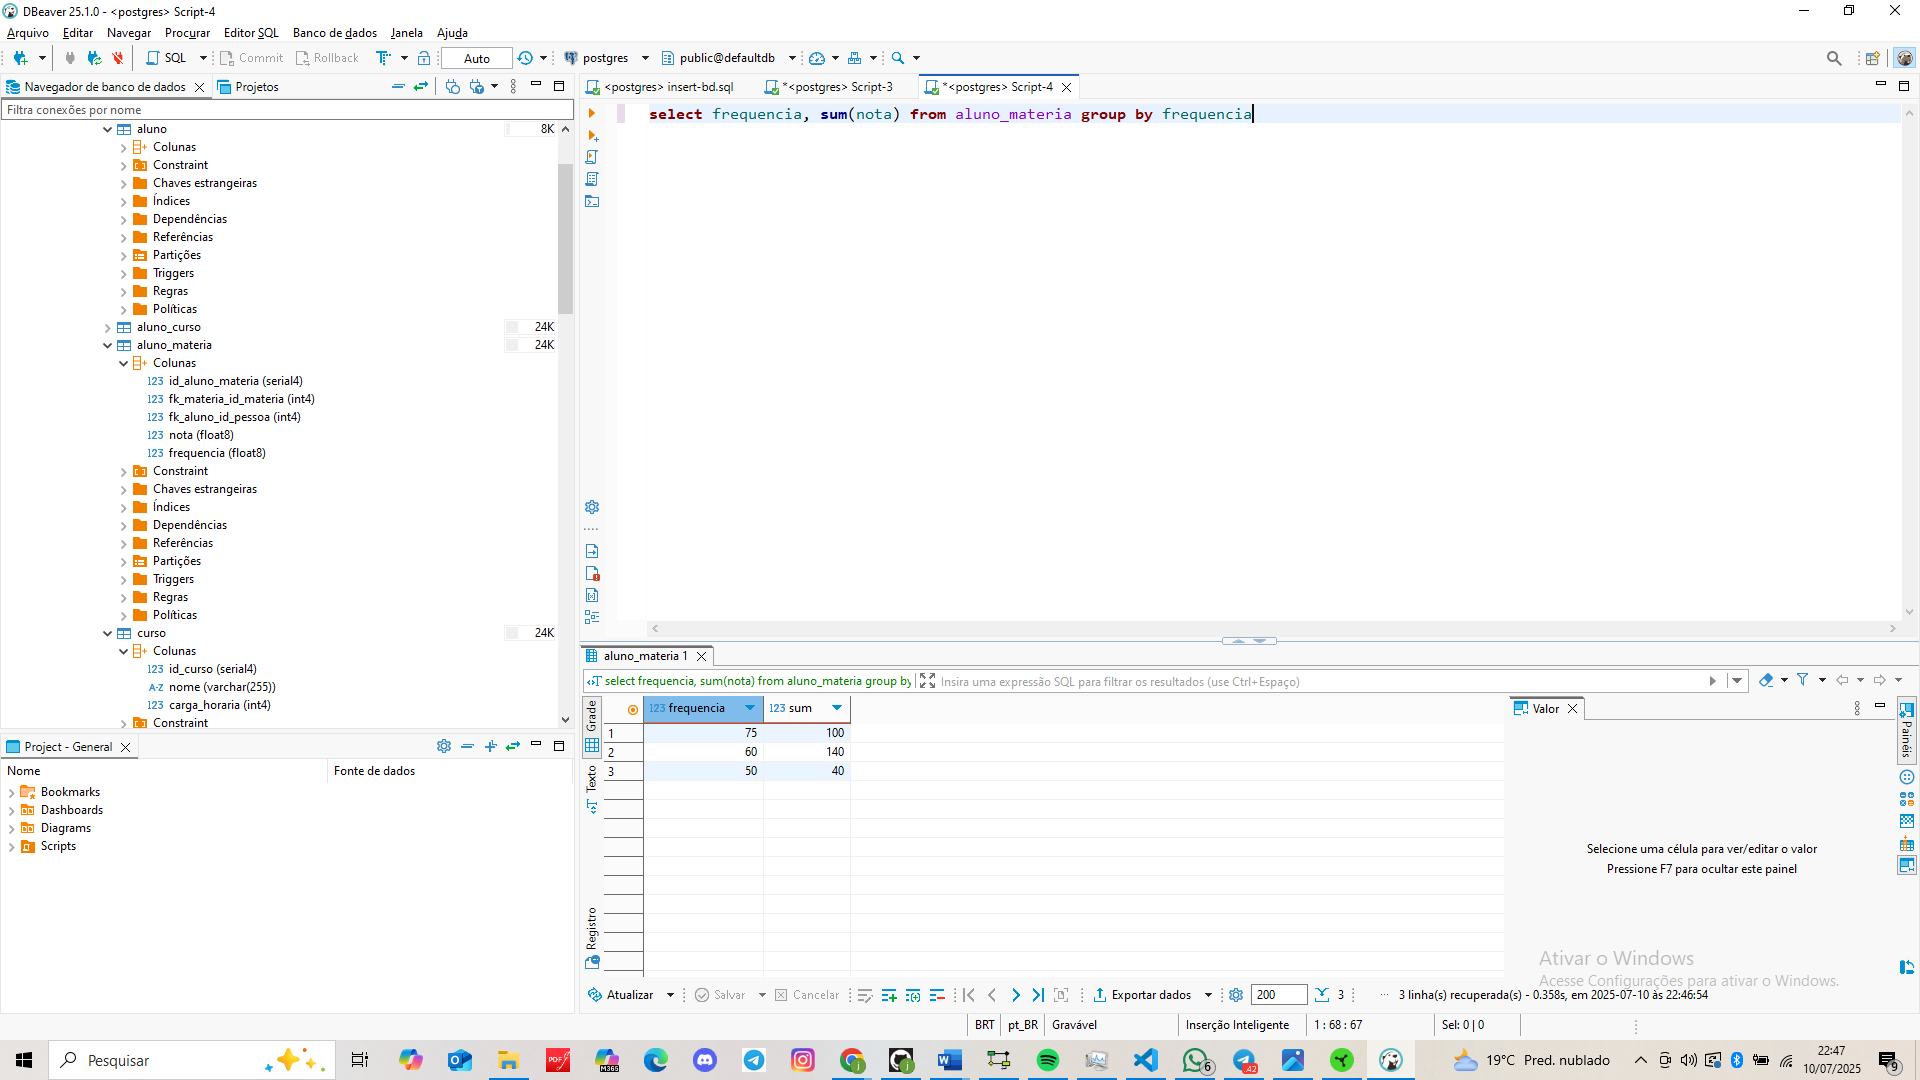 DBeaver 25.1.0 - <postgres> Script-4
Arquivo Editar Navegar Procurar Editor SQL Banco de dados Janela Ajuda
SQL Commit Rollback Auto postgres public@defaultdb
Navegador de banco de dados Projetos
Filtra conexões por nome
aluno 8K
Colunas
Constraint
Chaves estrangeiras
Índices
Dependências
Referências
Partições
Triggers
Regras
Políticas
aluno_curso 24K
aluno_materia 24K
Colunas
123 id_aluno_materia (serial4)
123 fk_materia_id_materia (int4)
123 fk_aluno_id_pessoa (int4)
123 nota (float8)
123 frequencia (float8)
Constraint
Chaves estrangeiras
Índices
Dependências
Referências
Partições
Triggers
Regras
Políticas
curso 24K
Colunas
123 id_curso (serial4)
A-Z nome (varchar(255))
123 carga_horaria (int4)
Constraint
Project - General
Nome Fonte de dados
Bookmarks
Dashboards
Diagrams
Scripts
<postgres> insert-bd.sql *<postgres> Script-3 *<postgres> Script-4
select frequencia, sum(nota) from aluno_materia group by frequencia
aluno_materia 1
select frequencia, sum(nota) from aluno_materia group by Insira uma expressão SQL para filtrar os resultados (use Ctrl+Espaço)
Grade
Texto
Registro
123 frequencia 123 sum
1 75 100
2 60 140
3 50 40
Valor
Painéis
Selecione uma célula para ver/editar o valor
Pressione F7 para ocultar este painel
Ativar o Windows
Acesse Configurações para ativar o Windows.
Atualizar Salvar Cancelar Exportar dados 200 3 ... 3 linha(s) recuperada(s) - 0.358s, em 2025-07-10 às 22:46:54
BRT pt_BR Gravável Inserção Inteligente 1 : 68 : 67 Sel: 0 | 0
Pesquisar
PDF
M365
6
42
19°C Pred. nublado
22:47
10/07/2025
9